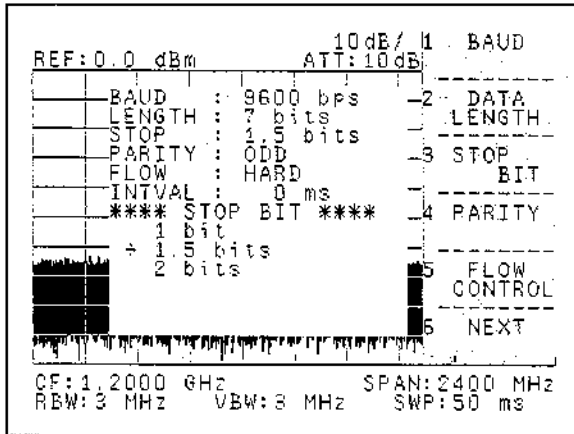 10dB/
REF:0.0 dBm ATT:10dB
BAUD : 9600 bps
LENGTH : 7 bits
STOP : 1.5 bits
PARITY : ODD
FLOW : HARD
INTVAL : 0 ms
**** STOP BIT ****
1 bit
÷ 1.5 bits
2 bits
1 BAUD
2 DATA
LENGTH
3 STOP
BIT
4 PARITY
5 FLOW
CONTROL
6 NEXT
CF:1.2000 GHz SPAN:2400 MHz
RBW:3 MHz VBW:3 MHz SWP:50 ms